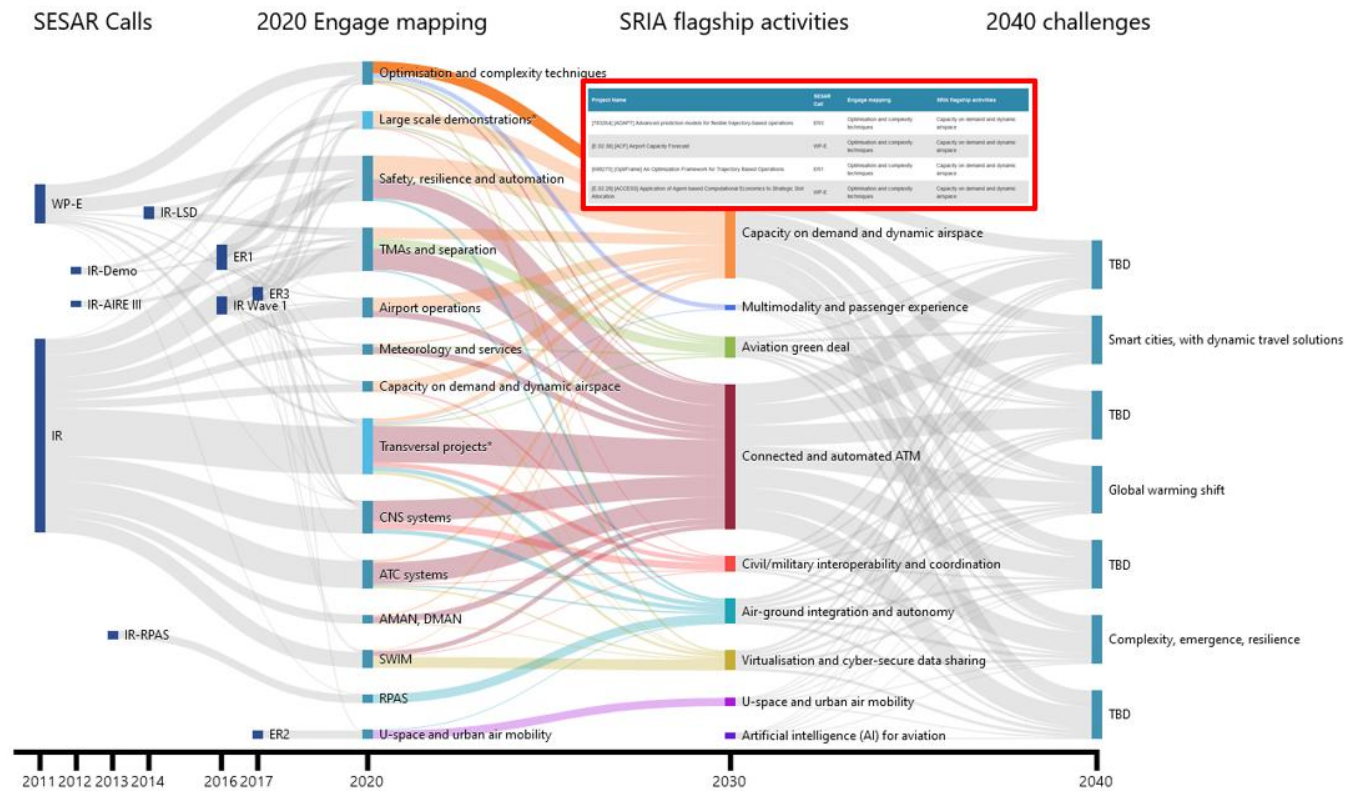 SESAR Calls
2020 Engage mapping
SRIA flagship activities
2040 challenges
WP-E
IR-LSD
IR-Demo
IR-AIRE III
ER1
ER3
IR Wave 1
IR
IR-RPAS
ER2
Optimisation and complexity techniques
Large scale demonstrations*
Safety, resilience and automation
TMAs and separation
Airport operations
Meteorology and services
Capacity on demand and dynamic airspace
Transversal projects*
CNS systems
ATC systems
AMAN, DMAN
SWIM
RPAS
U-space and urban air mobility
Project Name
SESAR
Call
Engage mapping
SRIA flagship activities
[ADAPT] Advanced prediction models for flexible trajectory-based operations
Optimisation and complexity
techniques
Capacity on demand and dynamic
airspace
[ACF] Airport Capacity Forecast
WP-E
Optimisation and complexity
techniques
Capacity on demand and dynamic
airspace
An Optimisation Framework for Trajectory Based Operations
ER1
Optimisation and complexity
techniques
Capacity on demand and dynamic
airspace
[ACCESS] Application of Agent-based Computational Economics to Strategic Slot
Allocation
WP-E
Optimisation and complexity
techniques
Capacity on demand and dynamic
airspace
Capacity on demand and dynamic airspace
Multimodality and passenger experience
Aviation green deal
Connected and automated ATM
Civil/military interoperability and coordination
Air-ground integration and autonomy
Virtualisation and cyber-secure data sharing
U-space and urban air mobility
Artificial intelligence (AI) for aviation
TBD
Smart cities, with dynamic travel solutions
TBD
Global warming shift
TBD
Complexity, emergence, resilience
TBD
2011 2012 2013 2014 2016 2017 2020 2030 2040